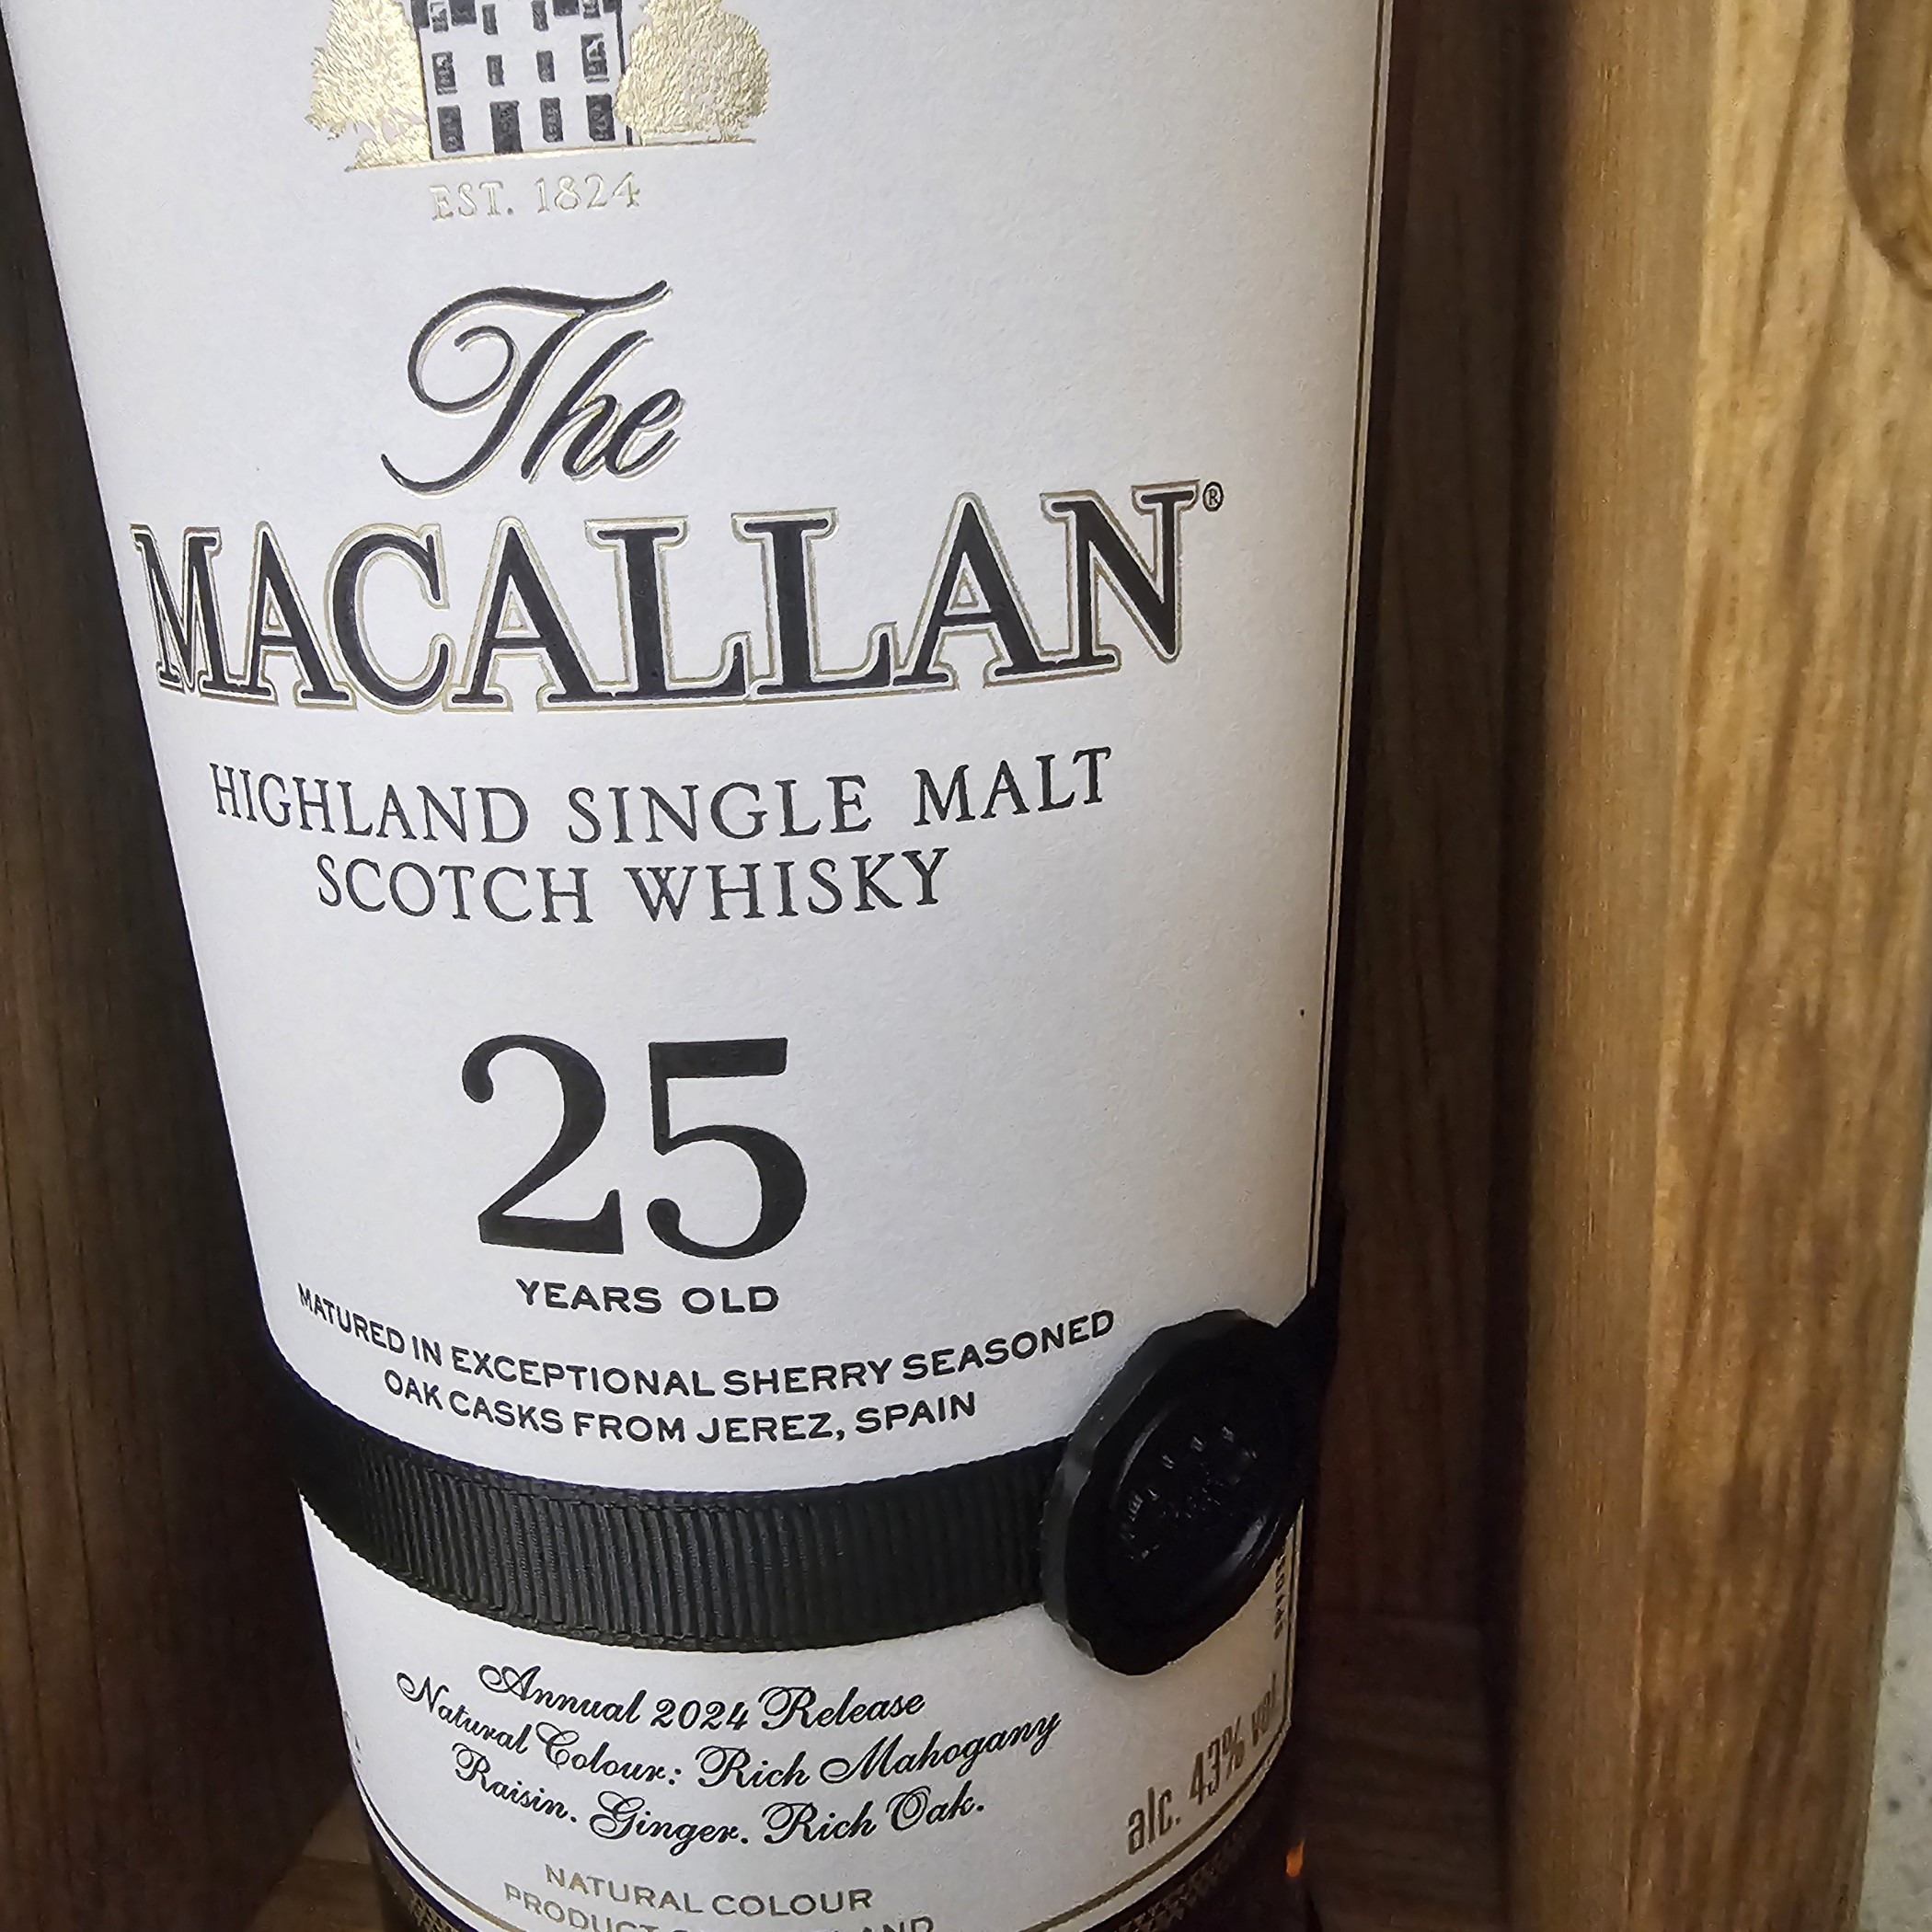 EST. 1824
The
MACALLAN®
HIGHLAND SINGLE MALT
SCOTCH WHISKY
25
YEARS OLD
MATURED IN EXCEPTIONAL SHERRY SEASONED
OAK CASKS FROM JEREZ, SPAIN
Annual 2024 Release
Natural Colour: Rich Mahogany
Raisin. Ginger. Rich Oak.
alc. 43% vol
NATURAL COLOUR
PRODUCT